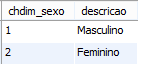 chdim_sexo descricao
1 Masculino
2 Feminino